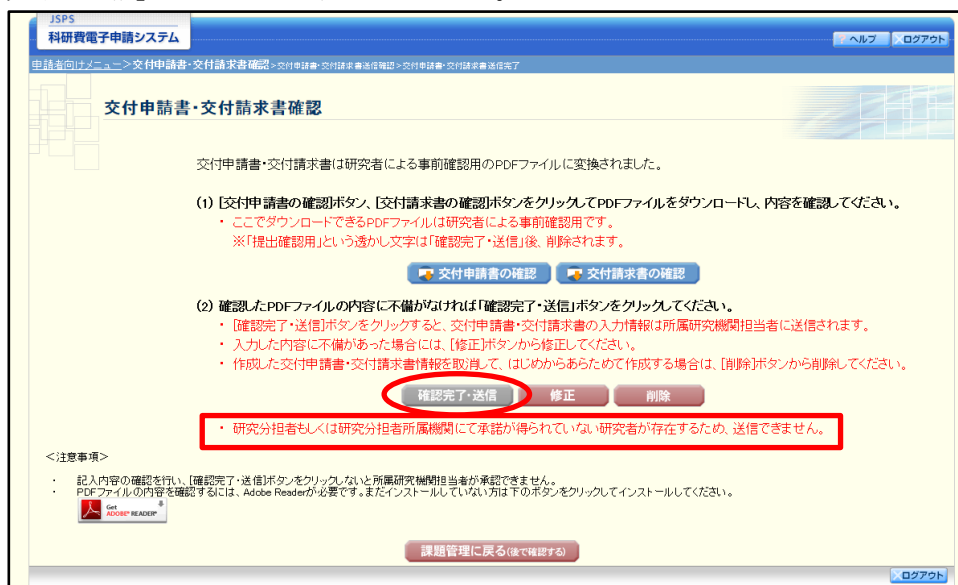 JSPS
科研費電子申請システム
? ヘルプ
ログアウト
申請者向けメニュー>交付申請書・交付請求書確認>交付申請書・交付請求書送信確認>交付申請書・交付請求書送信完了
交付申請書・交付請求書確認
交付申請書・交付請求書は研究者による事前確認用のPDFファイルに変換されました。
(1) [交付申請書の確認]ボタン、[交付請求書の確認]ボタンをクリックしてPDFファイルをダウンロードし、内容を確認してください。
・ ここでダウンロードできるPDFファイルは研究者による事前確認用です。
※「提出確認用」という透かし文字は「確認完了・送信」後、削除されます。
交付申請書の確認
交付請求書の確認
(2) 確認したPDFファイルの内容に不備がなければ「確認完了・送信」ボタンをクリックしてください。
・ [確認完了・送信]ボタンをクリックすると、交付申請書・交付請求書の入力情報は所属研究機関担当者に送信されます。
・ 入力した内容に不備があった場合には、[修正]ボタンから修正してください。
・ 作成した交付申請書・交付請求書情報を取消して、はじめからあらためて作成する場合は、[削除]ボタンから削除してください。
確認完了・送信
修正
削除
・ 研究分担者もしくは研究分担者所属機関にて承諾が得られていない研究者が存在するため、送信できません。
<注意事項>
・ 記入内容の確認を行い、[確認完了・送信]ボタンをクリックしないと所属研究機関担当者が承認できません。
・ PDFファイルの内容を確認するには、Adobe Readerが必要です。まだインストールしていない方は下のボタンをクリックしてインストールしてください。
Get
ADOBE® READER®
課題管理に戻る(後で確認する)
ログアウト